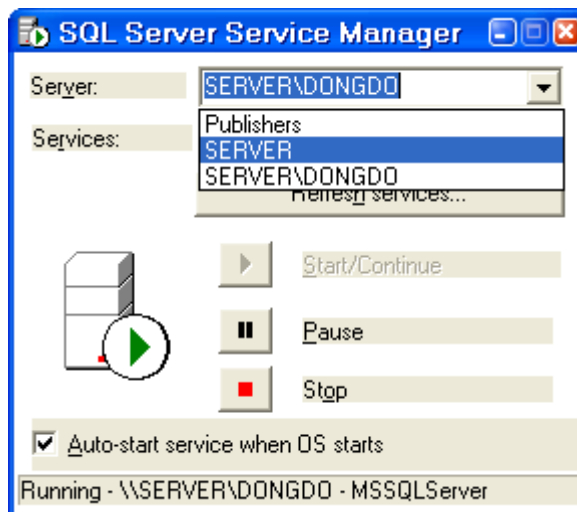 SQL Server Service Manager
Server:
SERVER\DONGDO
Services:
Publishers
SERVER
SERVER\DONGDO
Refresh services...
Start/Continue
Pause
Stop
Auto-start service when OS starts
Running - \\SERVER\DONGDO - MSSQLServer